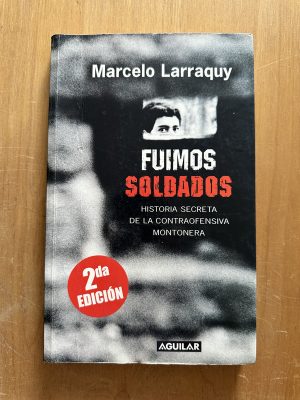 Marcelo Larraquy
FUIMOS
SOLDADOS
HISTORIA SECRETA
DE LA CONTRAOFENSIVA
MONTONERA
2da
EDICIÓN
AGUILAR